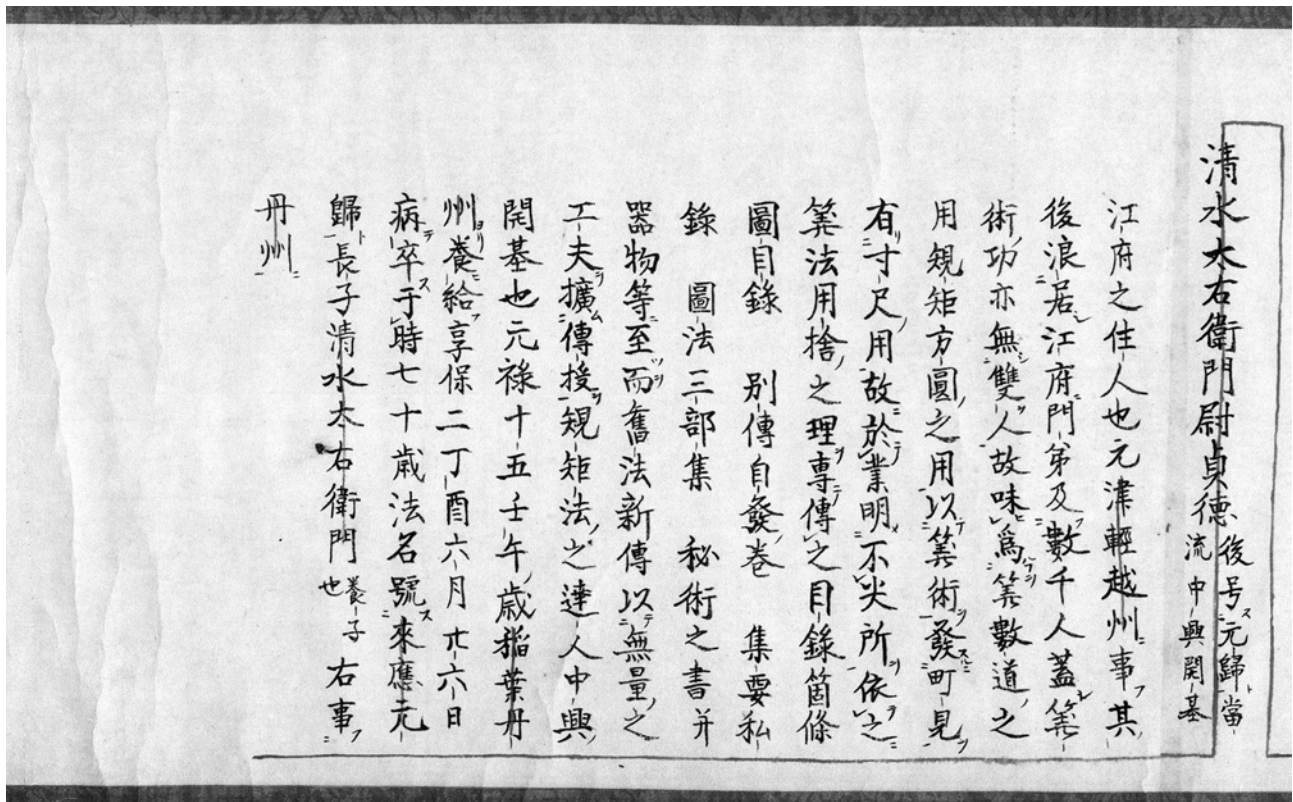 清水太右衛門尉貞徳 後号元歸當
流中興開基
江府之住人也元津輕越州事其
後浪居江府門第及數千人蓋筭
術功亦無雙人故味爲筭數道之
用規矩方圓之用以筭術發町見
有寸尺用故於業明不尖所依之
筭法用捨之理專傳之目錄箇條
圖目錄 別傳自發卷 集要私
錄 圖法三部集 秘術之書并
器物等至而奮法新傳以無量之
工夫擴傳授規矩法之達人中興
開基也元祿十五壬午歲稲葉丹
州養給享保二丁酉六月廿六日
病卒于時七十歳法名號來應元
歸長子清水太右衛門養子也右事
丹州